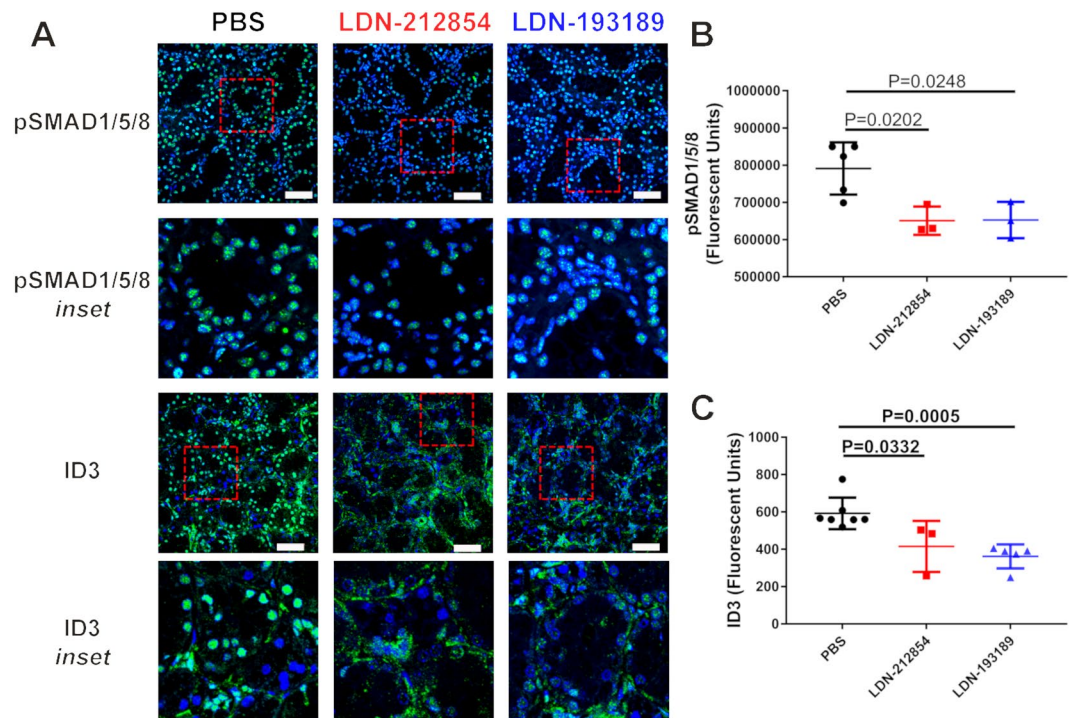 A
PBS
LDN-212854
LDN-193189
pSMAD1/5/8
pSMAD1/5/8
inset
ID3
ID3
inset
B
P=0.0248
P=0.0202
pSMAD1/5/8
(Fluorescent Units)
1000000
900000
800000
700000
600000
500000
PBS
LDN-212854
LDN-193189
C
P=0.0005
P=0.0332
ID3 (Fluorescent Units)
1000
800
600
400
200
0
PBS
LDN-212854
LDN-193189